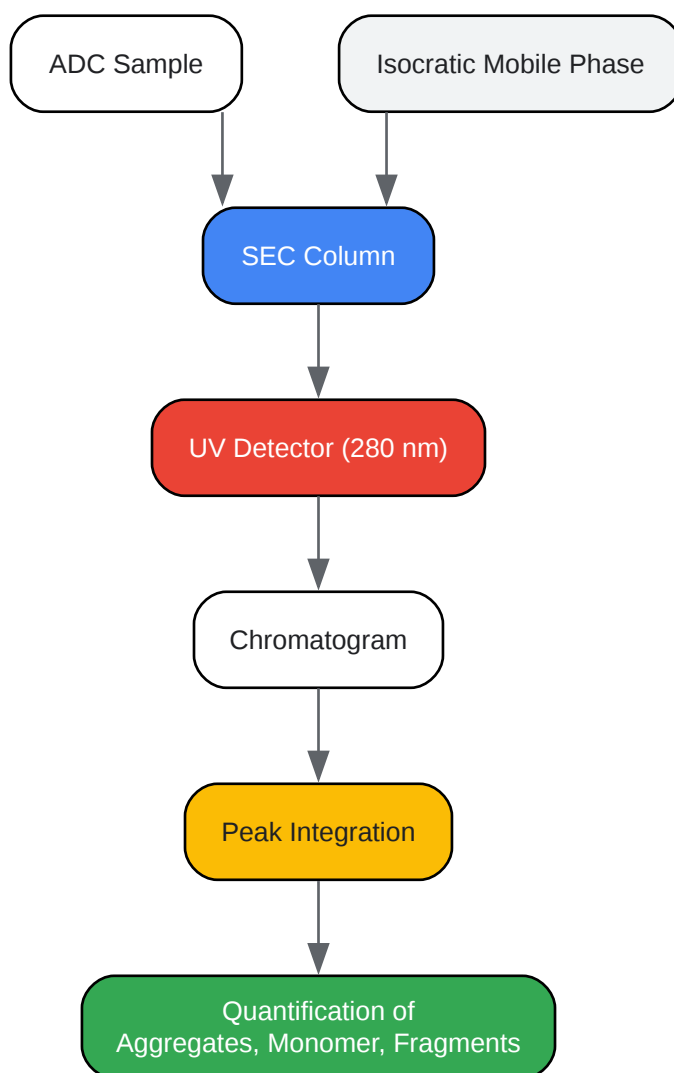 ADC Sample
Isocratic Mobile Phase
SEC Column
UV Detector (280 nm)
Chromatogram
Peak Integration
Quantification of
Aggregates, Monomer, Fragments